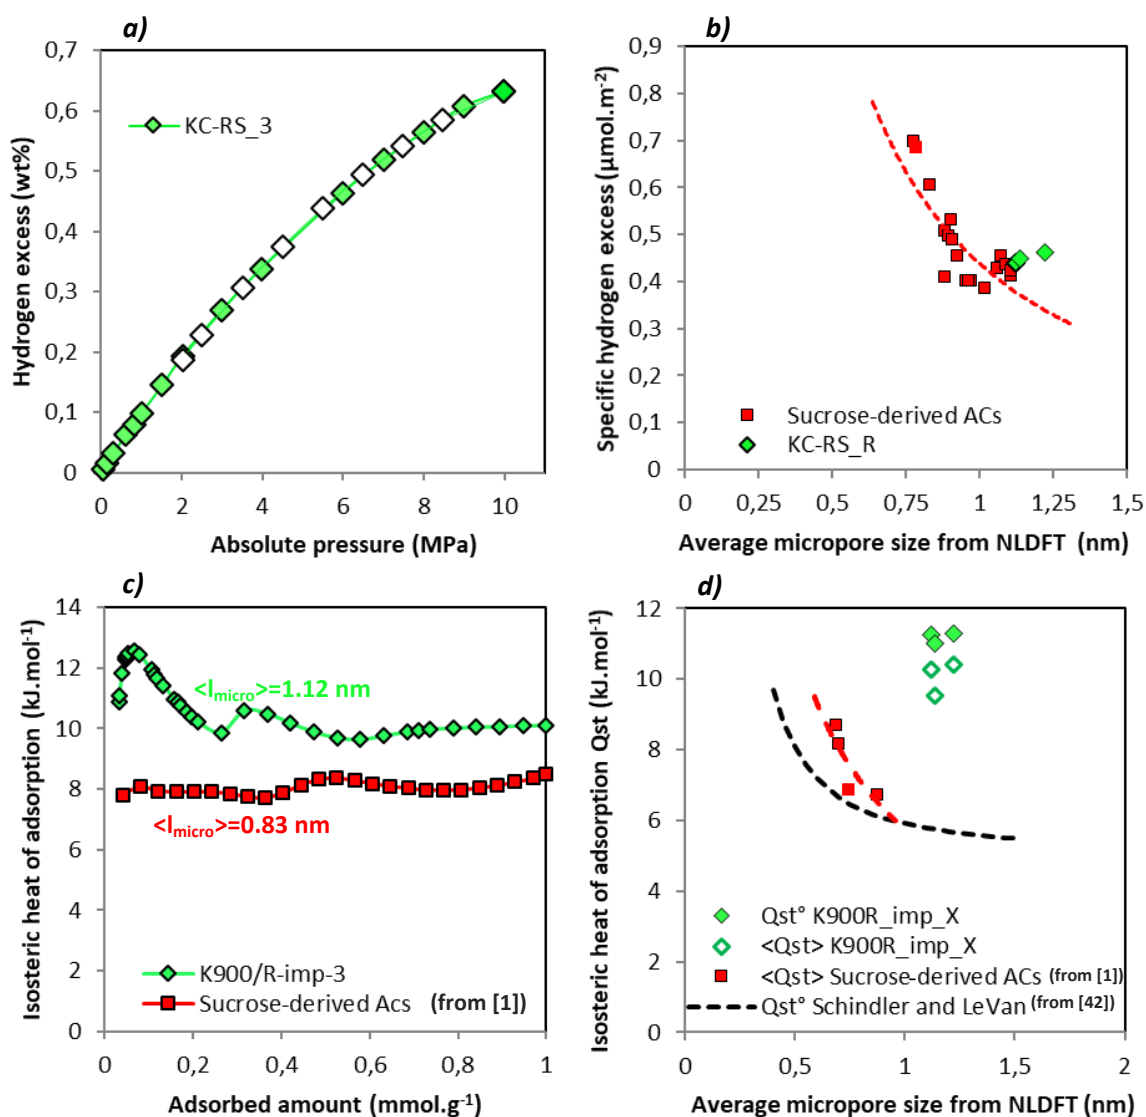 a)
0,7
0,6
0,5
0,4
0,3
0,2
0,1
0
0 2 4 6 8 10
Hydrogen excess (wt%)
Absolute pressure (MPa)
KC-RS_3
b)
0,9
0,8
0,7
0,6
0,5
0,4
0,3
0,2
0,1
0
0 0,25 0,5 0,75 1 1,25 1,5
Specific hydrogen excess (µmol.m⁻²)
Average micropore size from NLDFT (nm)
Sucrose-derived ACs
KC-RS_R
c)
14
12
10
8
6
4
2
0
0 0,2 0,4 0,6 0,8 1
Isosteric heat of adsorption (kJ.mol⁻¹)
Adsorbed amount (mmol.g⁻¹)
<l_micro>=1.12 nm
<l_micro>=0.83 nm
K900/R-imp-3
Sucrose-derived Acs (from [1])
d)
12
10
8
6
4
2
0
0 0,5 1 1,5 2
Isosteric heat of adsorption Qst (kJ.mol⁻¹)
Average micropore size from NLDFT (nm)
Qst° K900R_imp_X
<Qst> K900R_imp_X
<Qst> Sucrose-derived ACs (from [1])
Qst° Schindler and LeVan (from [42])